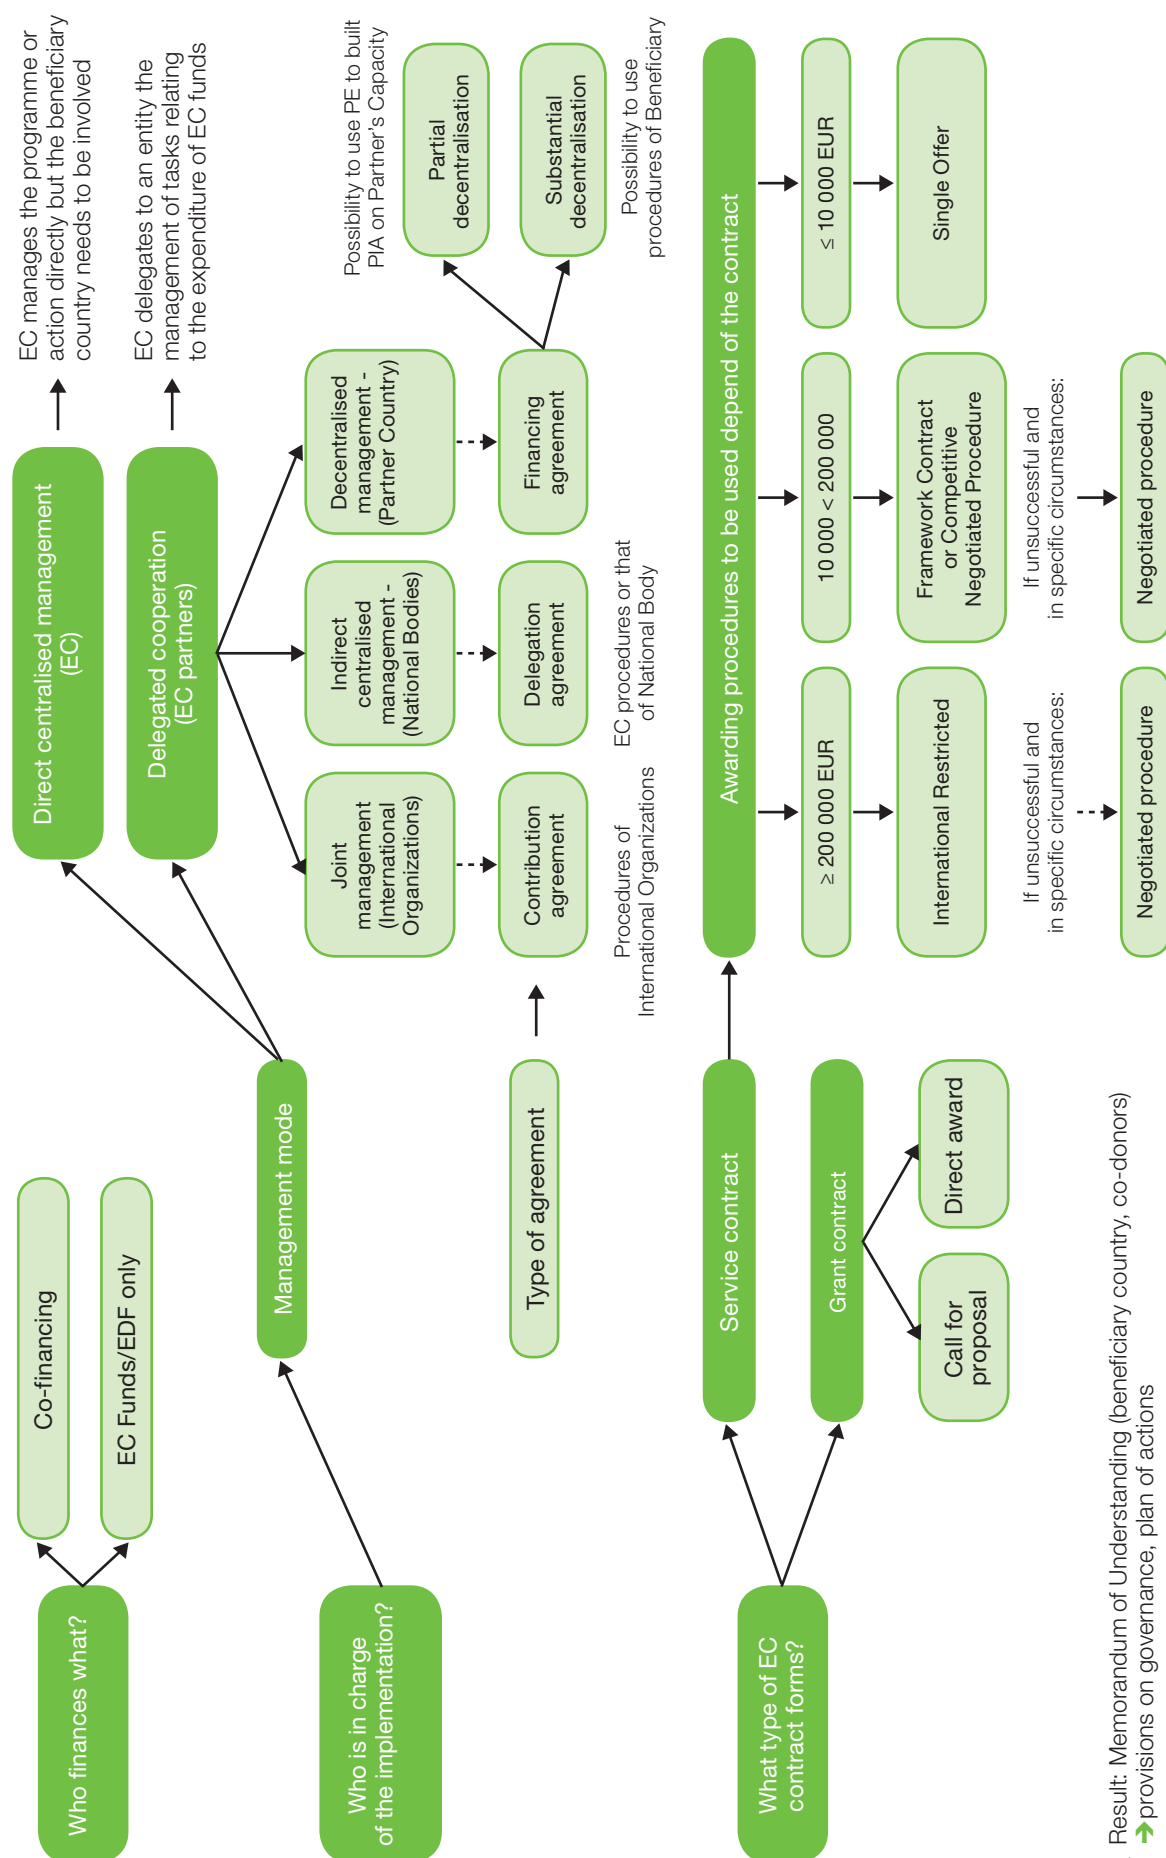 Who finances what?
Co-financing
EC Funds/EDF only
Who is in charge
of the implementation?
Management mode
Direct centralised management
(EC)
EC manages the programme or
action directly but the beneficiary
country needs to be involved
Delegated cooperation
(EC partners)
EC delegates to an entity the
management of tasks relating
to the expenditure of EC funds
Joint
management
(International
Organizations)
Indirect
centralised
management -
(National Bodies)
Decentralised
management -
(Partner Country)
Type of agreement
Contribution
agreement
Delegation
agreement
Financing
agreement
Procedures of
International Organizations
EC procedures or that
of National Body
Possibility to use PE to built
PIA on Partner's Capacity
Partial
decentralisation
Substantial
decentralisation
Possibility to use
procedures of Beneficiary
What type of EC
contract forms?
Service contract
Grant contract
Call for
proposal
Direct award
Awarding procedures to be used depend of the contract
≥ 200 000 EUR
10 000 < 200 000
≤ 10 000 EUR
International Restricted
Framework Contract
or Competitive
Negotiated Procedure
Single Offer
If unsuccessful and
in specific circumstances:
If unsuccessful and
in specific circumstances:
Negotiated procedure
Negotiated procedure
Result: Memorandum of Understanding (beneficiary country, co-donors)
➔ provisions on governance, plan of actions